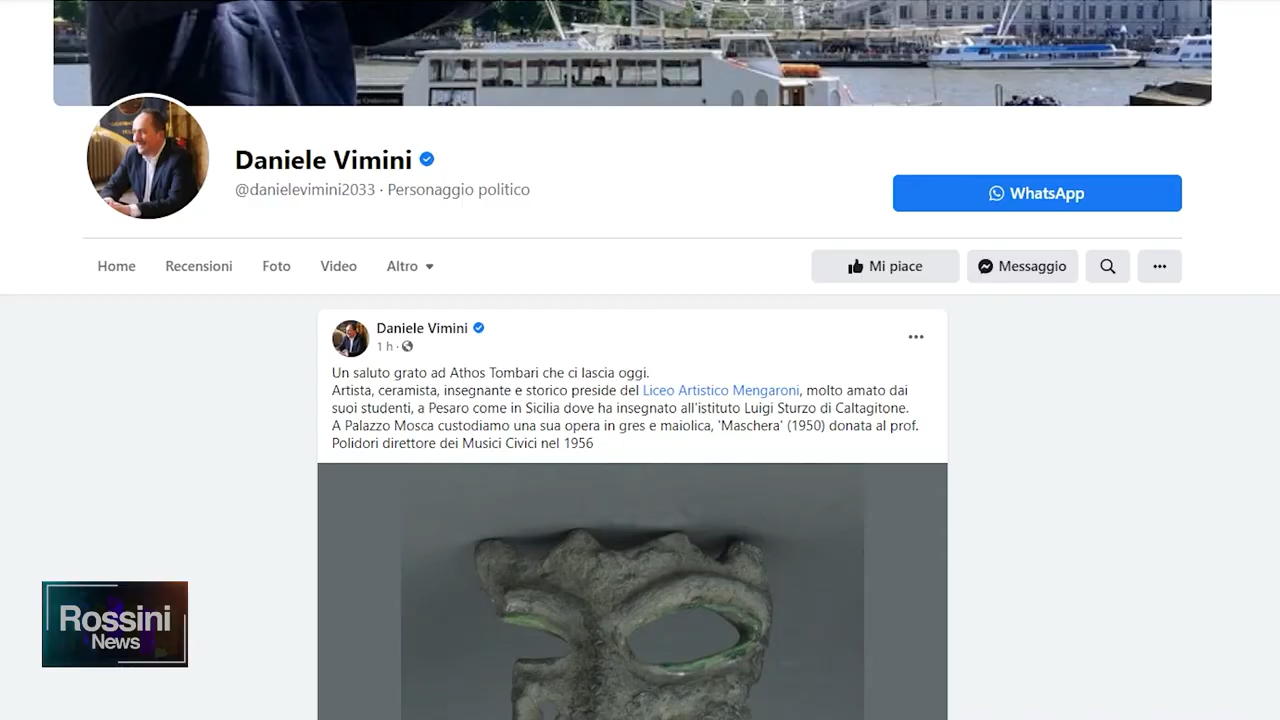 Daniele Vimini
@danielevimini2033 · Personaggio politico
WhatsApp
Home
Recensioni
Foto
Video
Altro
Mi piace
Messaggio
Daniele Vimini
1 h ·
Un saluto grato ad Athos Tombari che ci lascia oggi.
Artista, ceramista, insegnante e storico preside del Liceo Artistico Mengaroni, molto amato dai
suoi studenti, a Pesaro come in Sicilia dove ha insegnato all'istituto Luigi Sturzo di Caltagitone.
A Palazzo Mosca custodiamo una sua opera in gres e maiolica, 'Maschera' (1950) donata al prof.
Polidori direttore dei Musici Civici nel 1956
Rossini
News